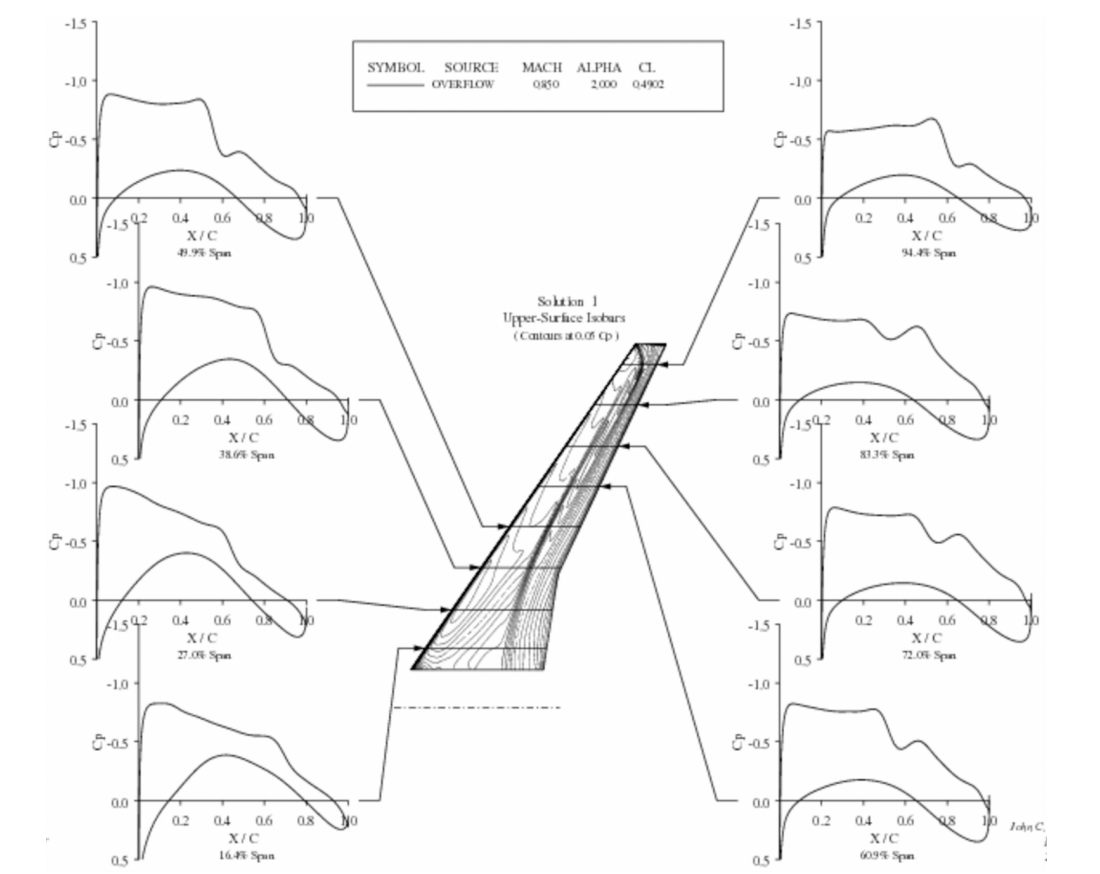 SYMBOL SOURCE MACH ALPHA CL
OVERFLOW 0.850 2.000 0.4902
Solution 1
Upper-Surface Isobars
( Contours at 0.05 Cp )
-1.5
-1.0
-0.5
0.0
0.5
Cp
0.2 0.4 0.6 0.8 1.0
X / C
49.9% Span
-1.5
-1.0
-0.5
0.0
0.5
Cp
0.2 0.4 0.6 0.8 1.0
X / C
38.6% Span
-1.5
-1.0
-0.5
0.0
0.5
Cp
0.2 0.4 0.6 0.8 1.0
X / C
27.0% Span
-1.5
-1.0
-0.5
0.0
0.5
Cp
0.2 0.4 0.6 0.8 1.0
X / C
16.4% Span
-1.5
-1.0
-0.5
0.0
0.5
Cp
0.2 0.4 0.6 0.8 1.0
X / C
94.4% Span
-1.5
-1.0
-0.5
0.0
0.5
Cp
0.2 0.4 0.6 0.8 1.0
X / C
83.3% Span
-1.5
-1.0
-0.5
0.0
0.5
Cp
0.2 0.4 0.6 0.8 1.0
X / C
72.0% Span
-1.5
-1.0
-0.5
0.0
0.5
Cp
0.2 0.4 0.6 0.8 1.0
X / C
60.9% Span
John C